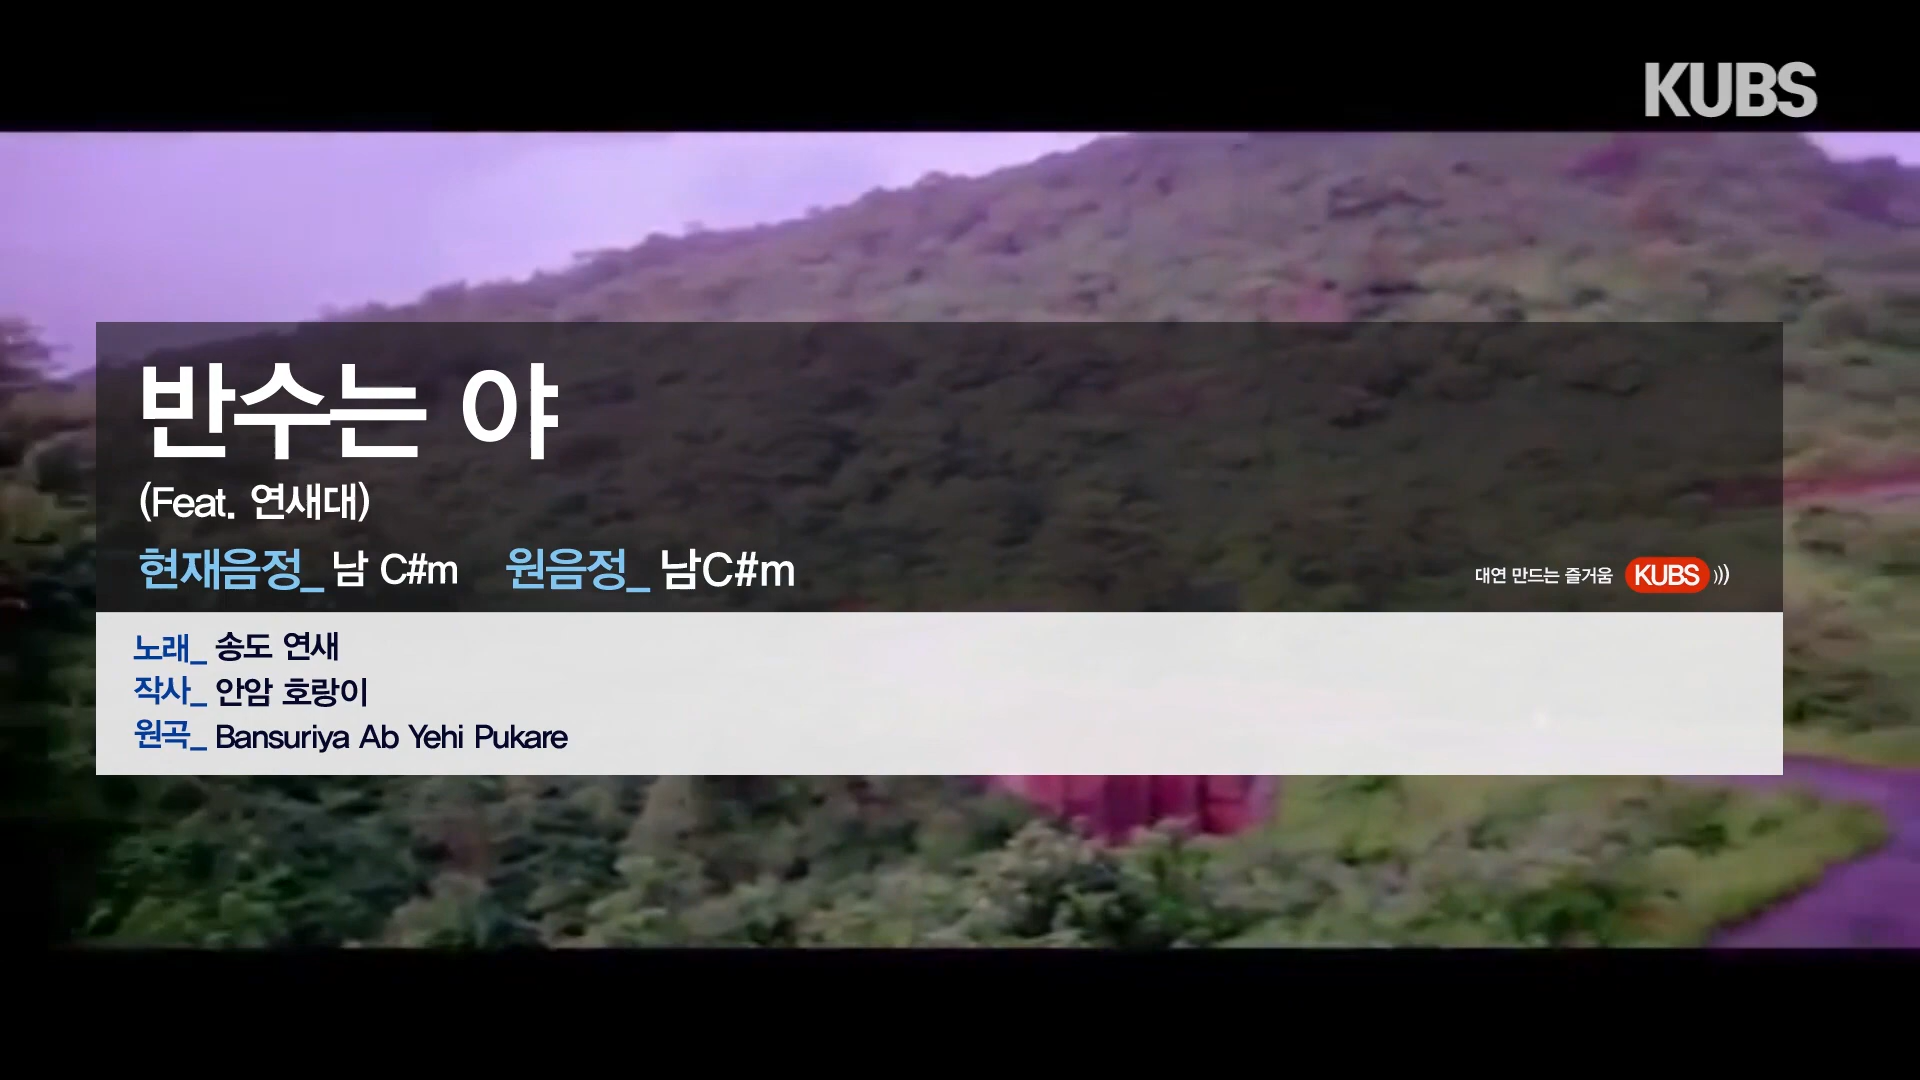 KUBS
반수는 야
(Feat. 연새대)
현재음정_ 남 C#m 원음정_ 남C#m
대연 만드는 즐거움 KUBS
노래_ 송도 연새
작사_ 안암 호랑이
원곡_ Bansuriya Ab Yehi Pukare